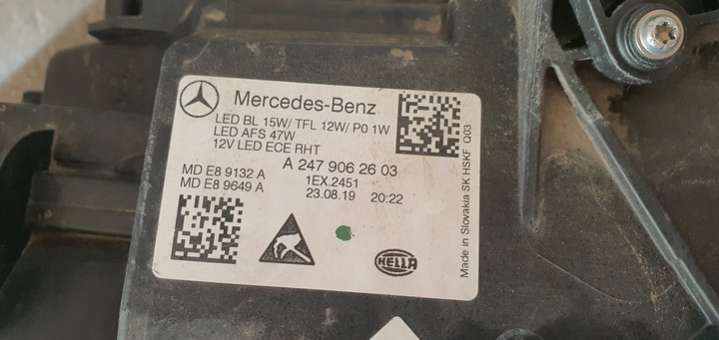 Mercedes-Benz
LED BL 15W/ TFL 12W/ PO 1W
LED AFS 47W
12V LED ECE RHT
A 247 906 26 03
MD E8 9132 A
1EX.2451
MD E8 9649 A
23.08.19 20:22
HELLA
Made in Slovakia SK HSKF Q03